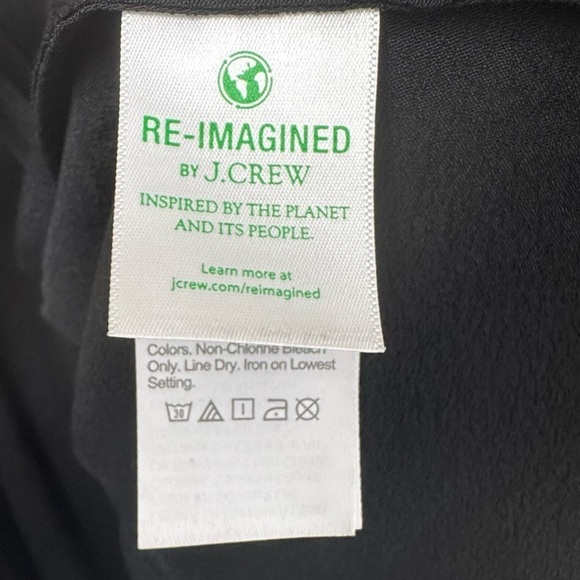 RE-IMAGINED
BY J.CREW
INSPIRED BY THE PLANET
AND ITS PEOPLE.
Learn more at
jcrew.com/reimagined
Colors. Non-Chlorine Bleach
Only. Line Dry. Iron on Lowest
Setting.
30